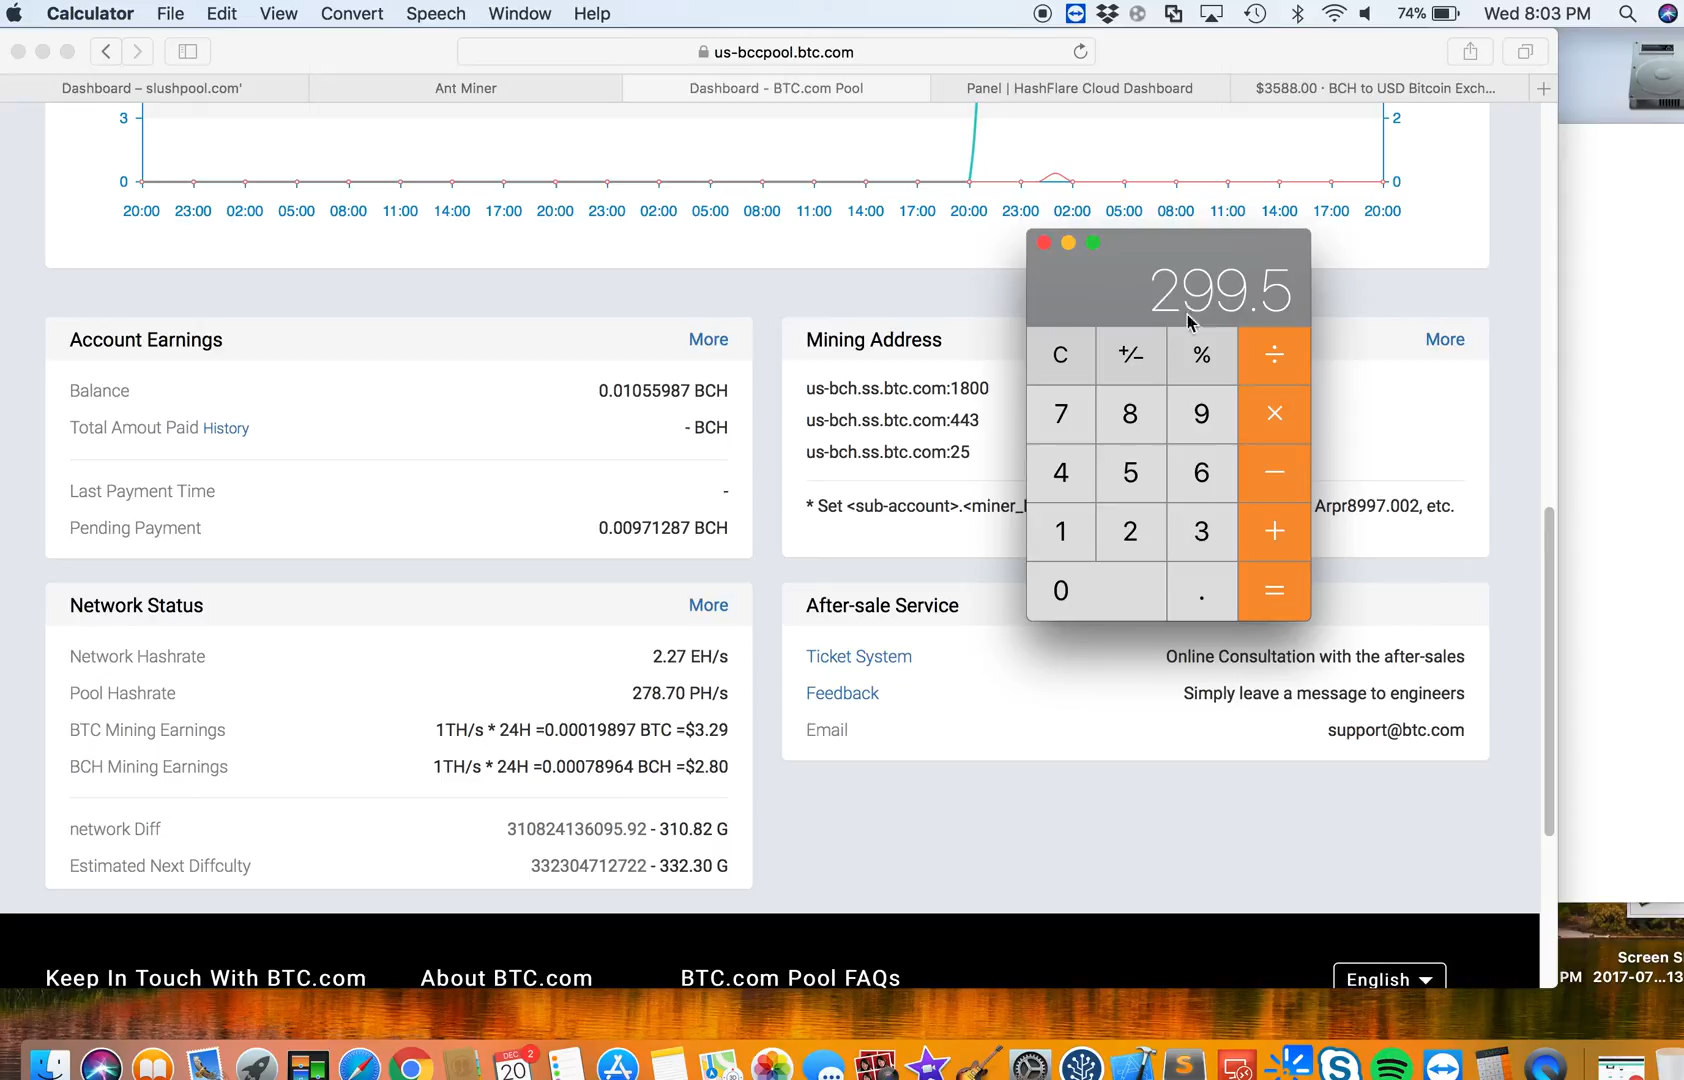 Calculator File Edit View Convert Speech Window Help 74% Wed 8:03 PM
us-bccpool.btc.com
Dashboard – slushpool.com' Ant Miner Dashboard - BTC.com Pool Panel | HashFlare Cloud Dashboard $3588.00 · BCH to USD Bitcoin Exch... +
3 2
0 0
20:00 23:00 02:00 05:00 08:00 11:00 14:00 17:00 20:00 23:00 02:00 05:00 08:00 11:00 14:00 17:00 20:00 23:00 02:00 05:00 08:00 11:00 14:00 17:00 20:00
299.5
C +/− % ÷
7 8 9 ×
4 5 6 −
1 2 3 +
0 . =
Account Earnings More
Balance 0.01055987 BCH
Total Amout Paid History - BCH
Last Payment Time -
Pending Payment 0.00971287 BCH
Mining Address More
us-bch.ss.btc.com:1800
us-bch.ss.btc.com:443
us-bch.ss.btc.com:25
* Set <sub-account>.<miner_ Arpr8997.002, etc.
Network Status More
Network Hashrate 2.27 EH/s
Pool Hashrate 278.70 PH/s
BTC Mining Earnings 1TH/s * 24H =0.00019897 BTC =$3.29
BCH Mining Earnings 1TH/s * 24H =0.00078964 BCH =$2.80
network Diff 310824136095.92 - 310.82 G
Estimated Next Diffculty 332304712722 - 332.30 G
After-sale Service
Ticket System Online Consultation with the after-sales
Feedback Simply leave a message to engineers
Email support@btc.com
Keep In Touch With BTC.com About BTC.com BTC.com Pool FAQs English
Screen S
PM 2017-07...13
DEC 2
20
S